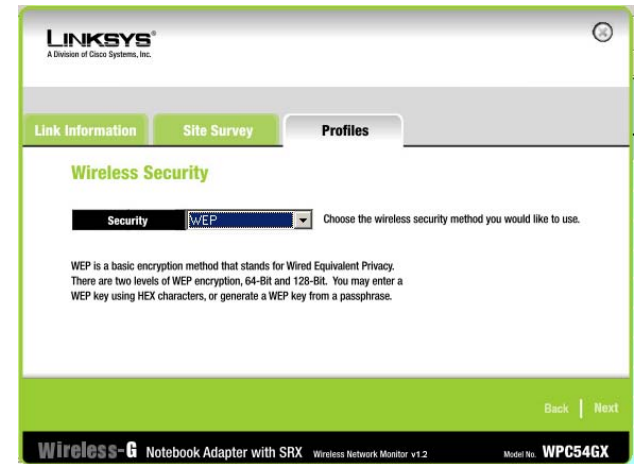 LINKSYS®
A Division of Cisco Systems, Inc.
Link Information
Site Survey
Profiles
Wireless Security
Security
WEP
Choose the wireless security method you would like to use.
WEP is a basic encryption method that stands for Wired Equivalent Privacy.
There are two levels of WEP encryption, 64-Bit and 128-Bit. You may enter a
WEP key using HEX characters, or generate a WEP key from a passphrase.
Back | Next
Wireless-G Notebook Adapter with SRX Wireless Network Monitor v1.2 Model No. WPC54GX